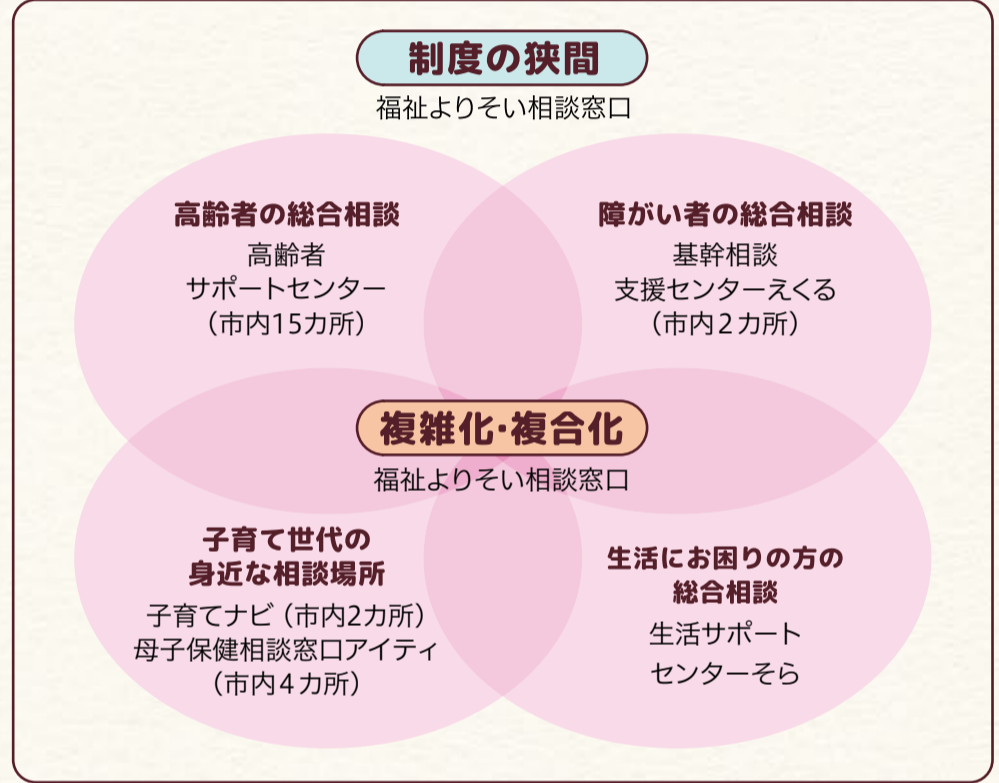 制度の狭間
福祉よりそい相談窓口
高齢者の総合相談
高齢者
サポートセンター
（市内15カ所）
障がい者の総合相談
基幹相談
支援センターえくる
（市内2カ所）
複雑化・複合化
福祉よりそい相談窓口
子育て世代の
身近な相談場所
子育てナビ（市内2カ所）
母子保健相談窓口アイティ
（市内4カ所）
生活にお困りの方の
総合相談
生活サポート
センターそら